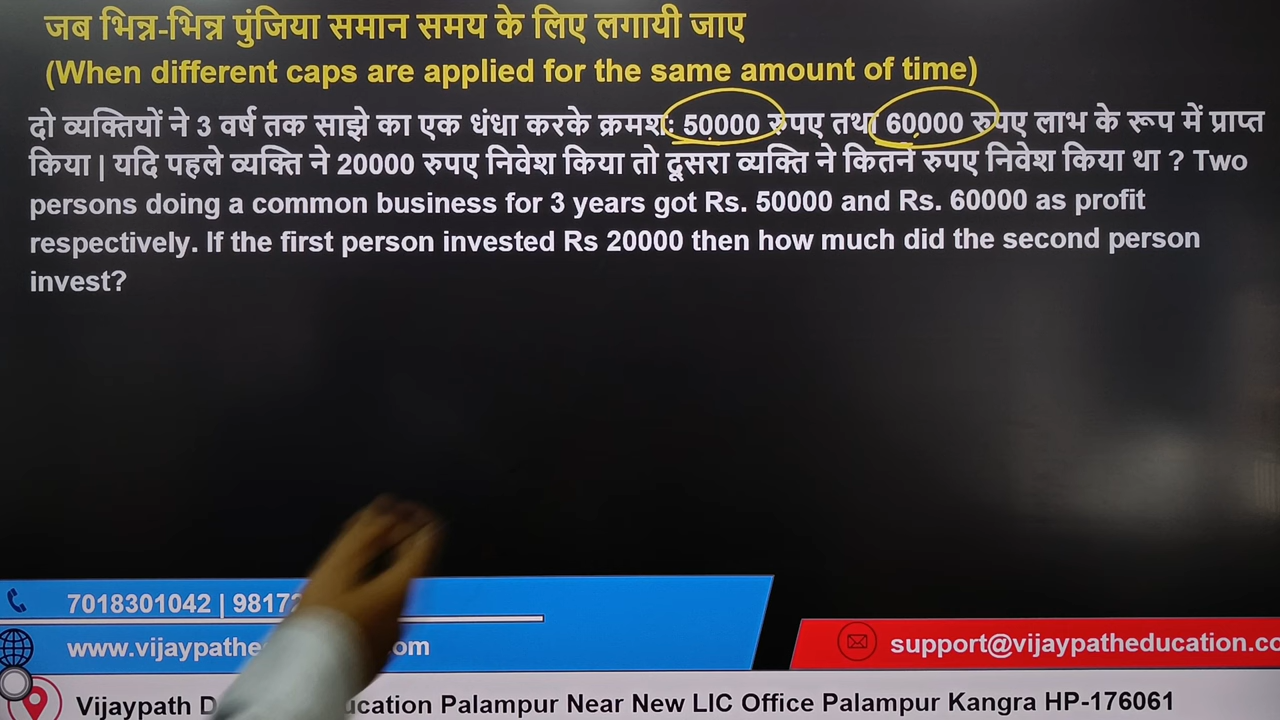 जब भिन्न-भिन्न पुंजिया समान समय के लिए लगायी जाए
(When different caps are applied for the same amount of time)
दो व्यक्तियों ने 3 वर्ष तक साझे का एक धंधा करके क्रमश: 50000 रुपए तथा 60000 रुपए लाभ के रूप में प्राप्त
किया | यदि पहले व्यक्ति ने 20000 रुपए निवेश किया तो दूसरा व्यक्ति ने कितने रुपए निवेश किया था ? Two
persons doing a common business for 3 years got Rs. 50000 and Rs. 60000 as profit
respectively. If the first person invested Rs 20000 then how much did the second person
invest?
7018301042 | 9817
www.vijaypathe om
support@vijaypatheducation.co
Vijaypath D ucation Palampur Near New LIC Office Palampur Kangra HP-176061